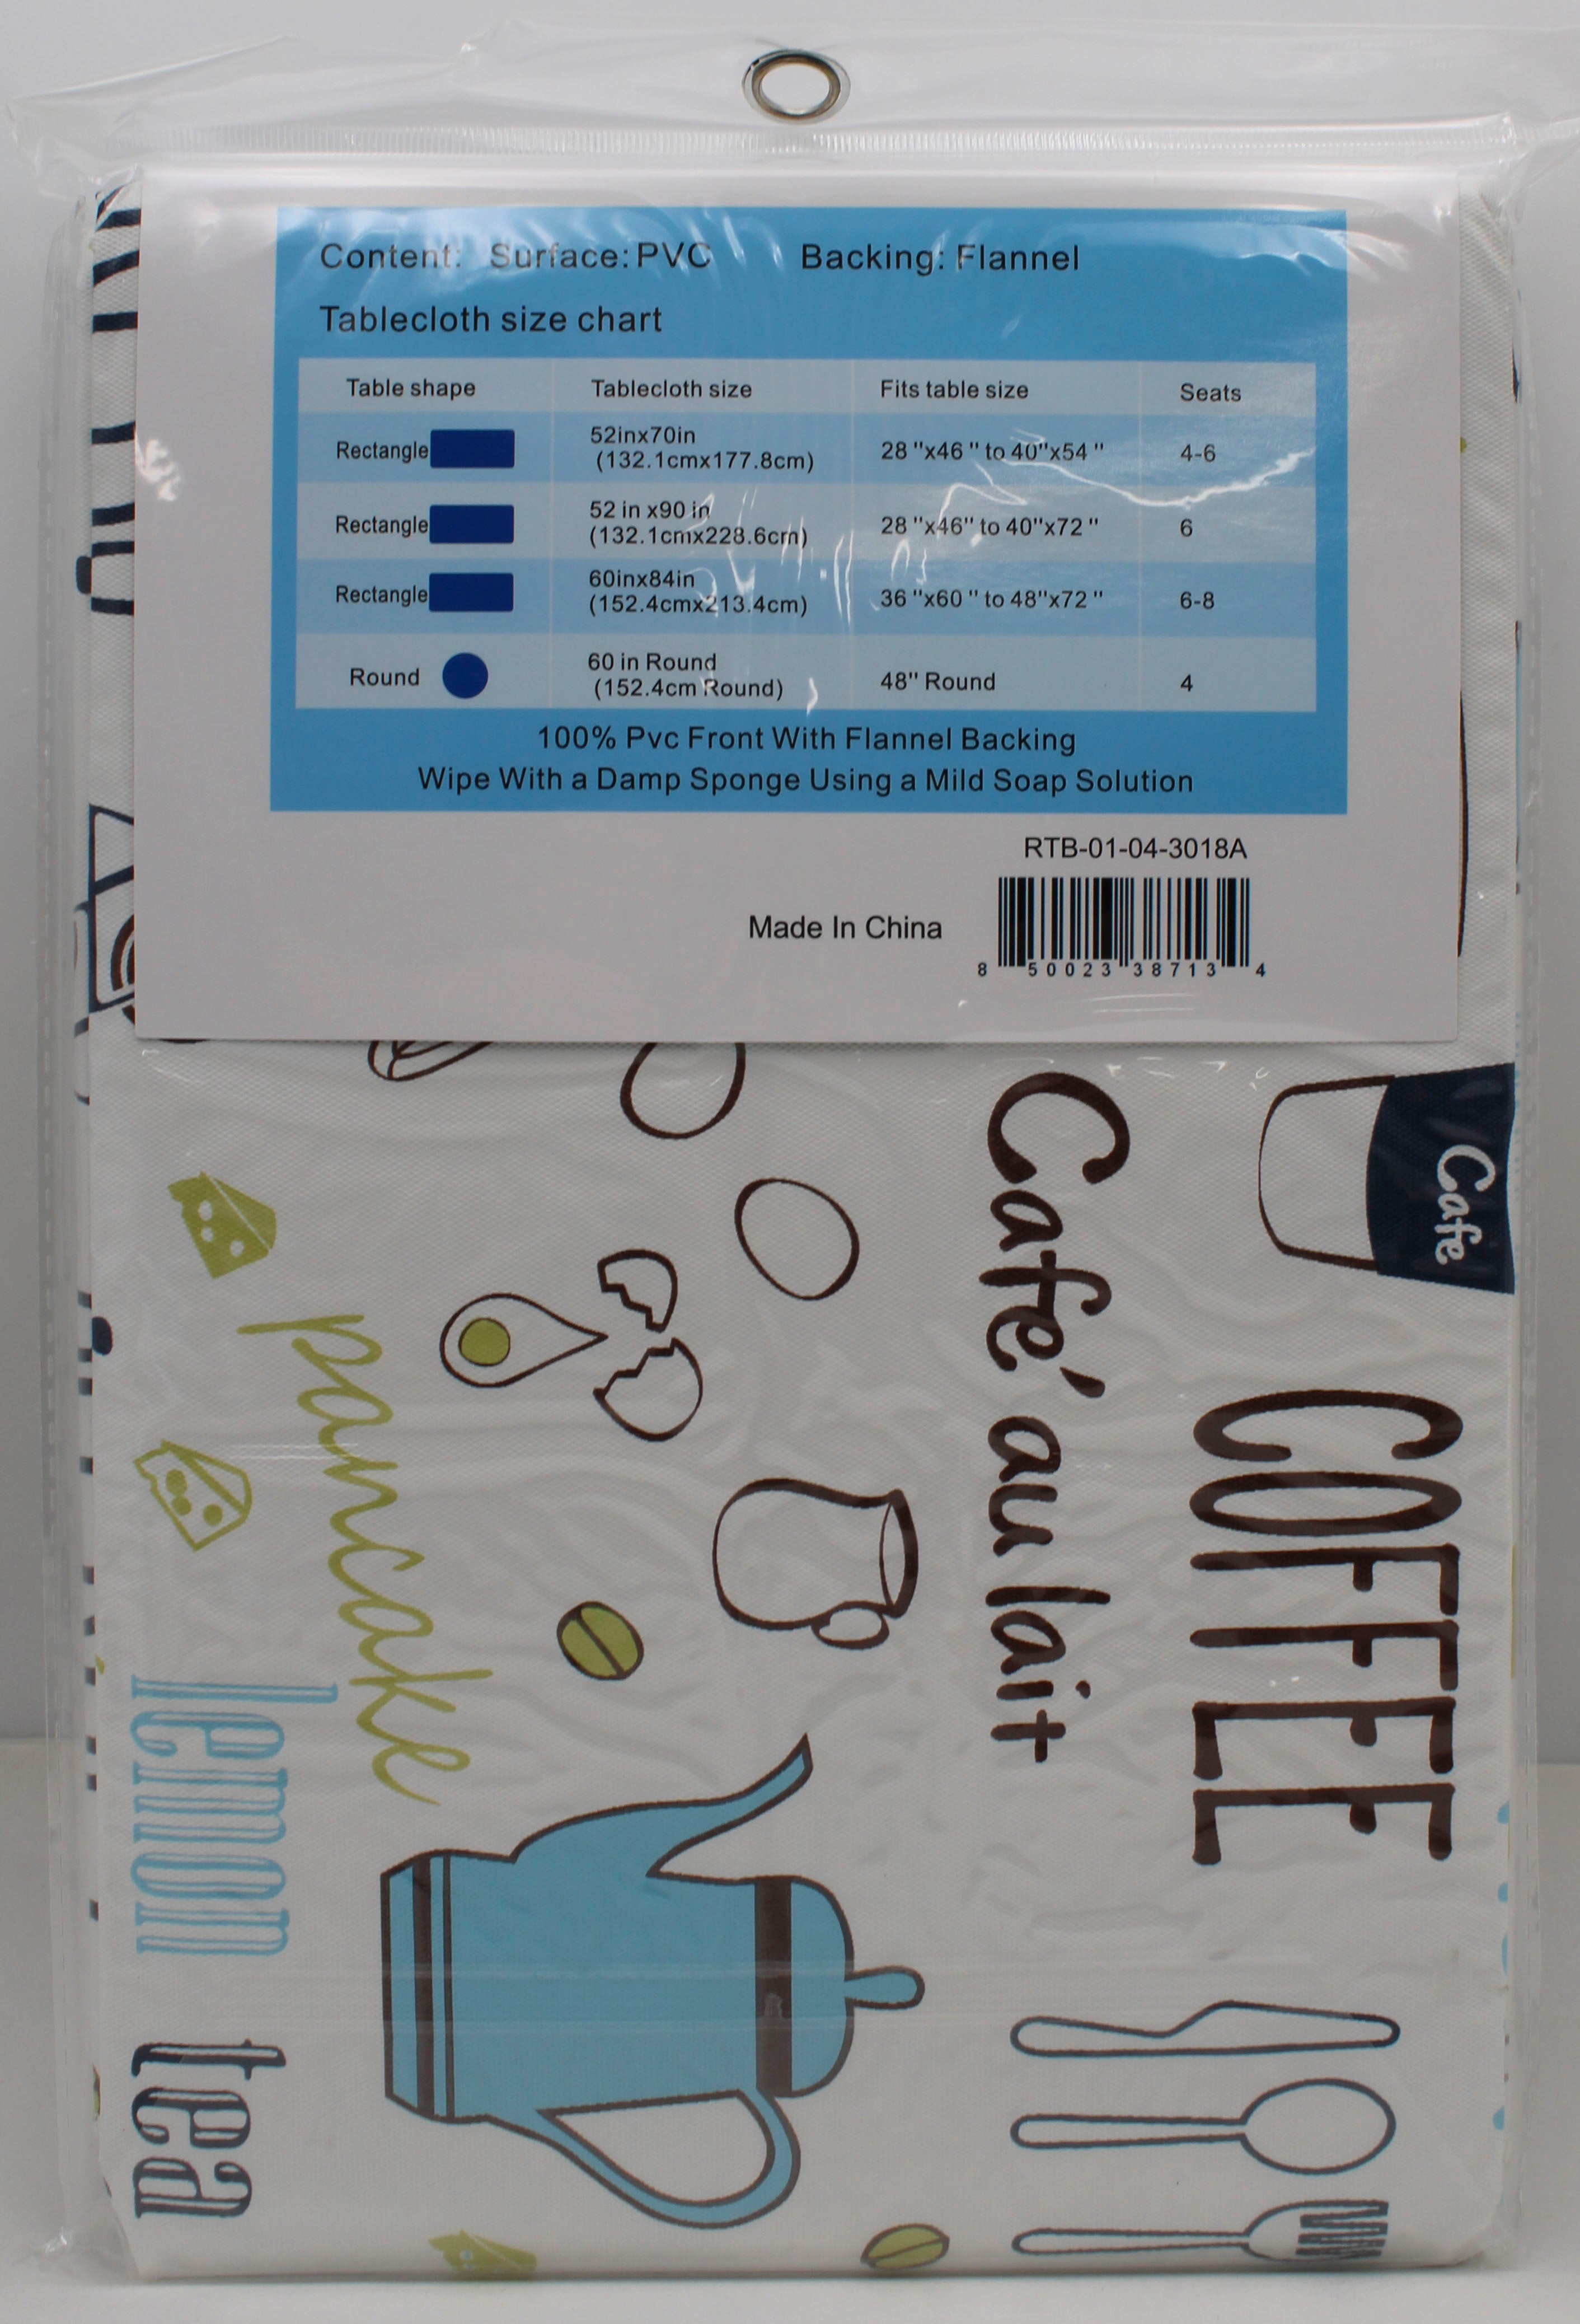 Content: Surface: PVC Backing: Flannel
Tablecloth size chart
Table shape Tablecloth size Fits table size Seats
Rectangle 52inx70in (132.1cmx177.8cm) 28 "x46 " to 40"x54 " 4-6
Rectangle 52 in x90 in (132.1cmx228.6cm) 28 "x46" to 40"x72 " 6
Rectangle 60inx84in (152.4cmx213.4cm) 36 "x60 " to 48"x72 " 6-8
Round 60 in Round (152.4cm Round) 48" Round 4
100% Pvc Front With Flannel Backing
Wipe With a Damp Sponge Using a Mild Soap Solution
RTB-01-04-3018A
Made In China
8 50023 38713 4
Cafe
COFFEE
Café au lait
pancake
lemon
tea